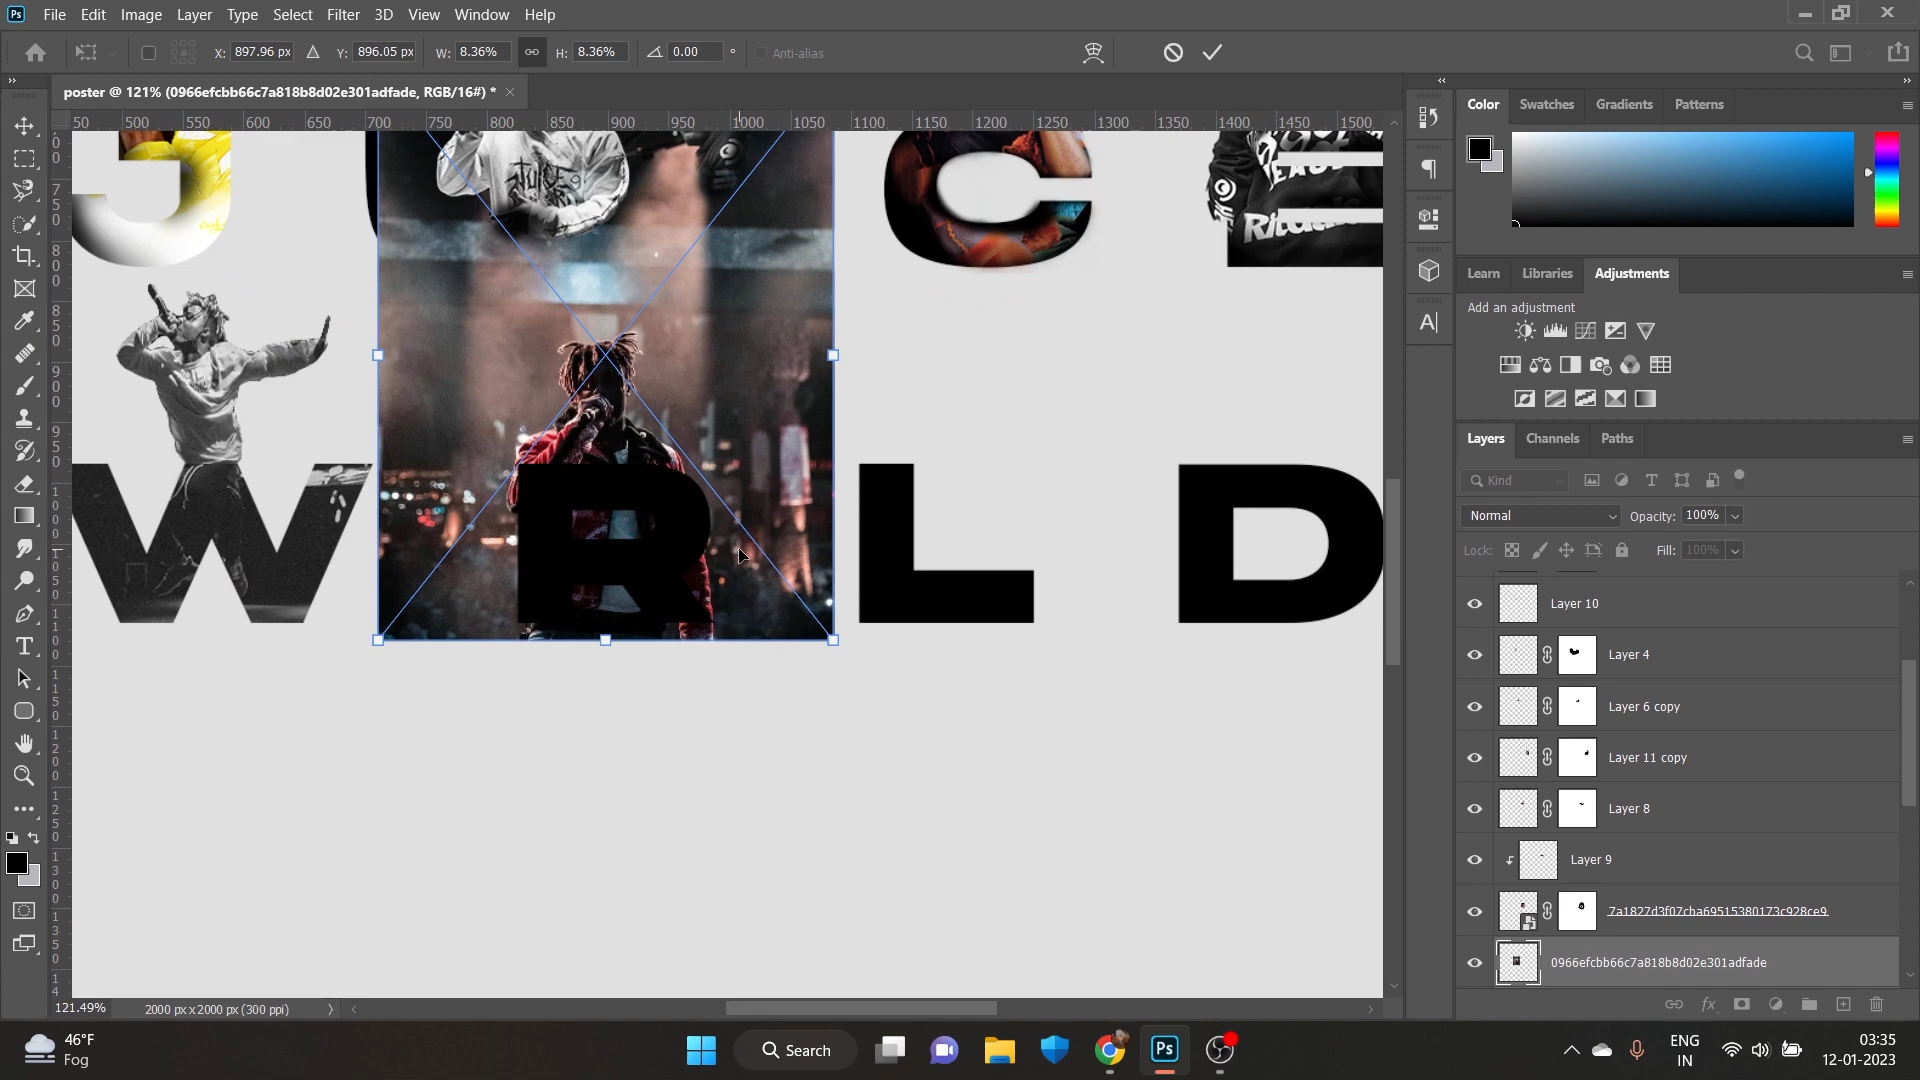 Ps File Edit Image Layer Type Select Filter 3D View Window Help
X: 897.96 px Y: 896.05 px W: 8.36% H: 8.36% 0.00 ° Anti-alias
poster @ 121% (0966efcbb66c7a818b8d02e301adfade, RGB/16#) * ×
50 500 550 600 650 700 750 800 850 900 950 1000 1050 1100 1150 1200 1250 1300 1350 1400 1450 1500
J U C E
W R L D
Color Swatches Gradients Patterns
Learn Libraries Adjustments
Add an adjustment
Layers Channels Paths
Kind
Normal Opacity: 100%
Lock: Fill: 100%
Layer 10
Layer 4
Layer 6 copy
Layer 11 copy
Layer 8
Layer 9
7a1827d3f07cba69515380173c928ce9
0966efcbb66c7a818b8d02e301adfade
121.49% 2000 px x 2000 px (300 ppi)
46°F
Fog
Search
Ps
ENG
IN
03:35
12-01-2023